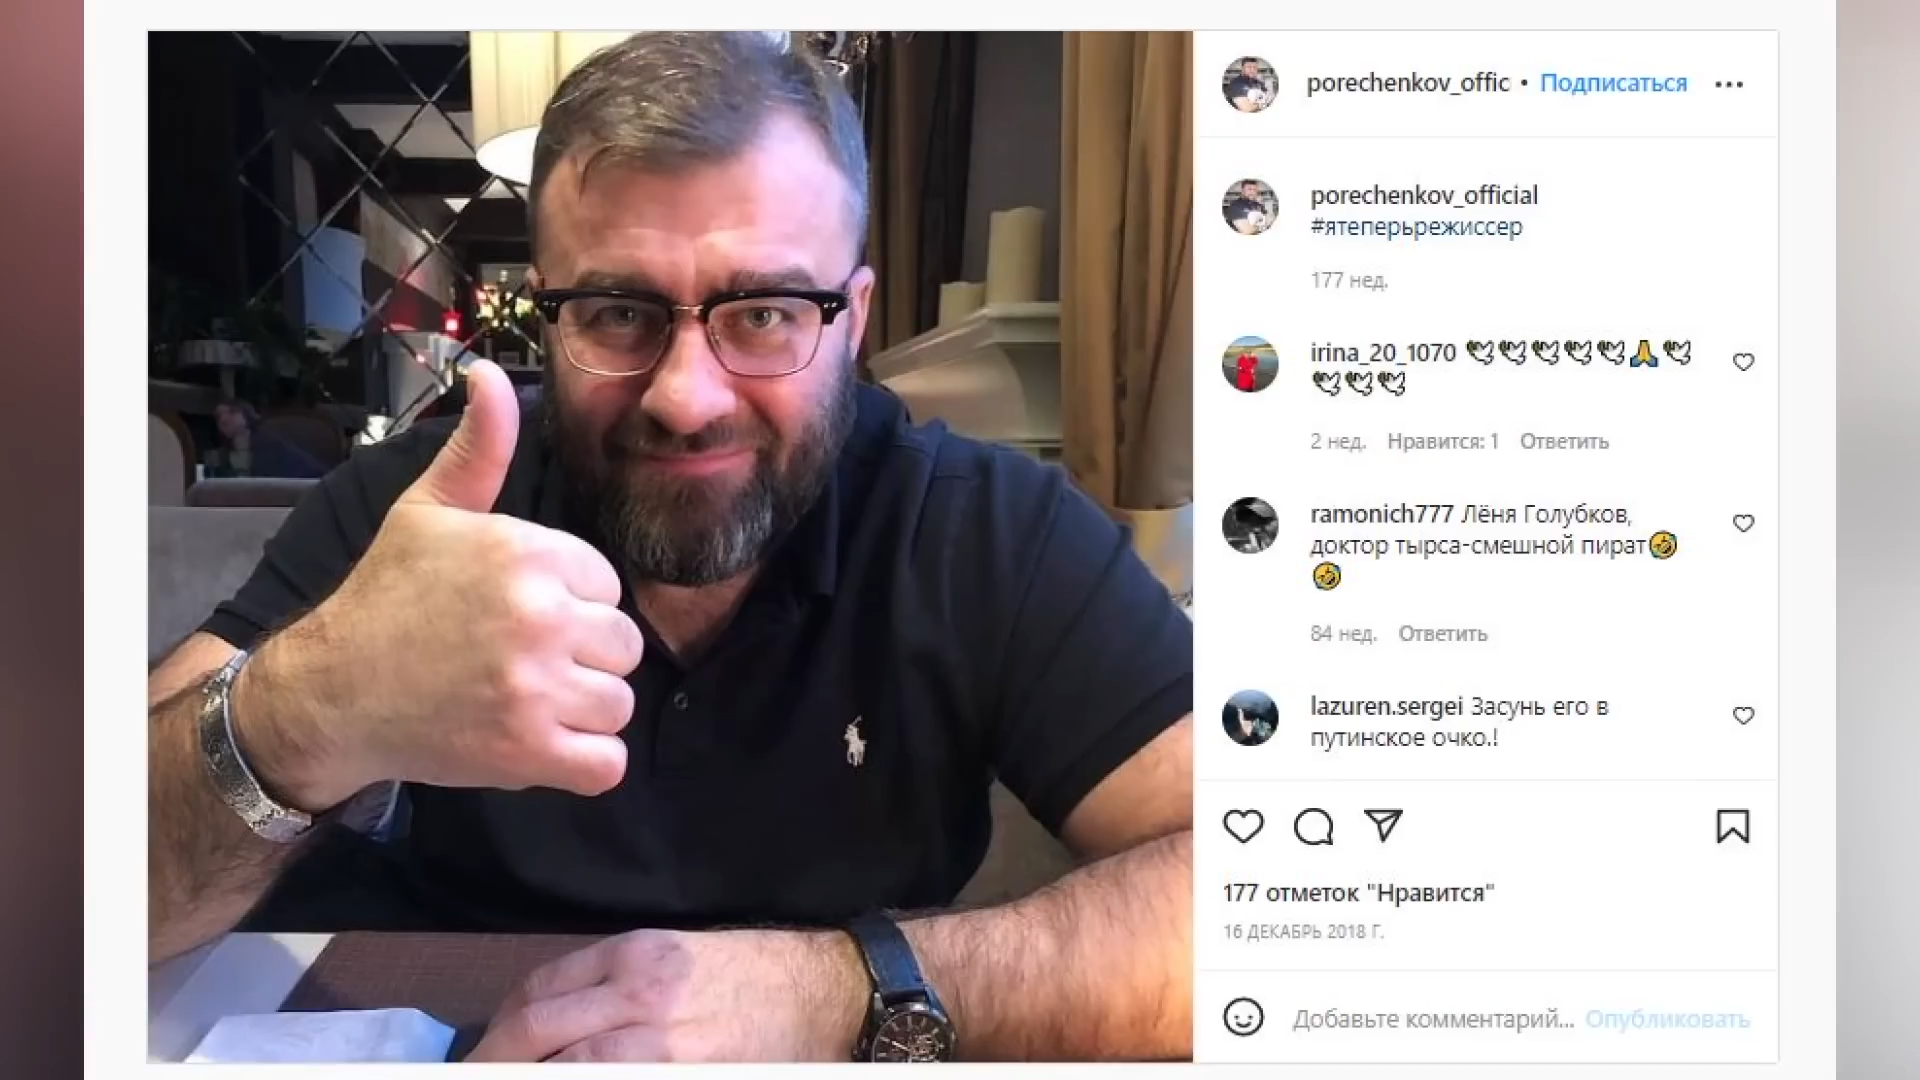 porechenkov_offic • Подписаться
porechenkov_official
#ятеперьрежиссер
177 нед.
irina_20_1070 🕊🕊🕊🕊🕊🙏🕊
🕊🕊🕊
2 нед. Нравится: 1 Ответить
ramonich777 Лёня Голубков,
доктор тырса-смешной пират🤣
🤣
84 нед. Ответить
lazuren.sergei Засунь его в
путинское очко.!
177 отметок "Нравится"
16 ДЕКАБРЬ 2018 Г.
Добавьте комментарий... Опубликовать